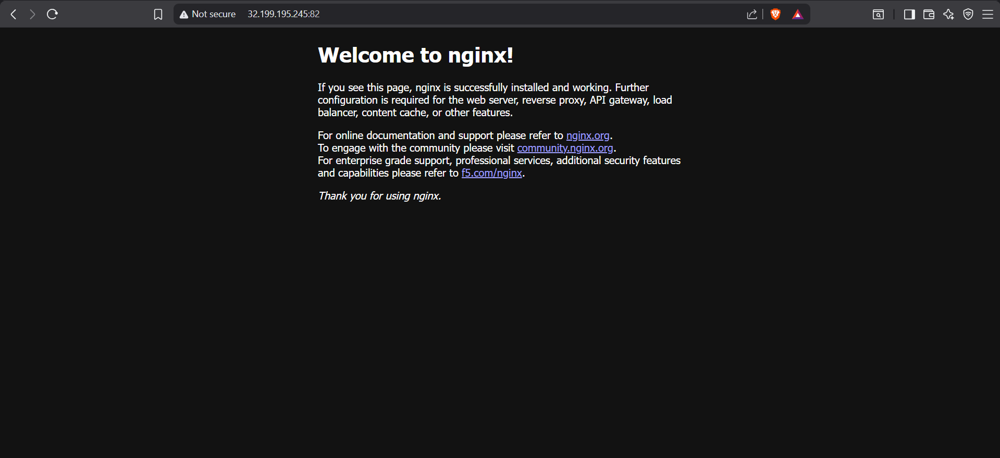 Not secure 32.199.195.245:82
Welcome to nginx!
If you see this page, nginx is successfully installed and working. Further
configuration is required for the web server, reverse proxy, API gateway, load
balancer, content cache, or other features.
For online documentation and support please refer to nginx.org.
To engage with the community please visit community.nginx.org.
For enterprise grade support, professional services, additional security features
and capabilities please refer to f5.com/nginx.
Thank you for using nginx.